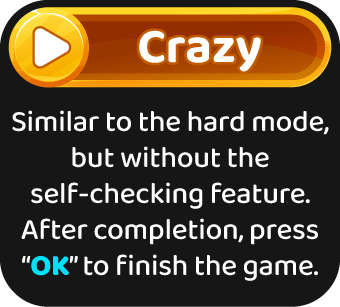 Crazy
Similar to the hard mode,
but without the
self-checking feature.
After completion, press
“OK” to finish the game.